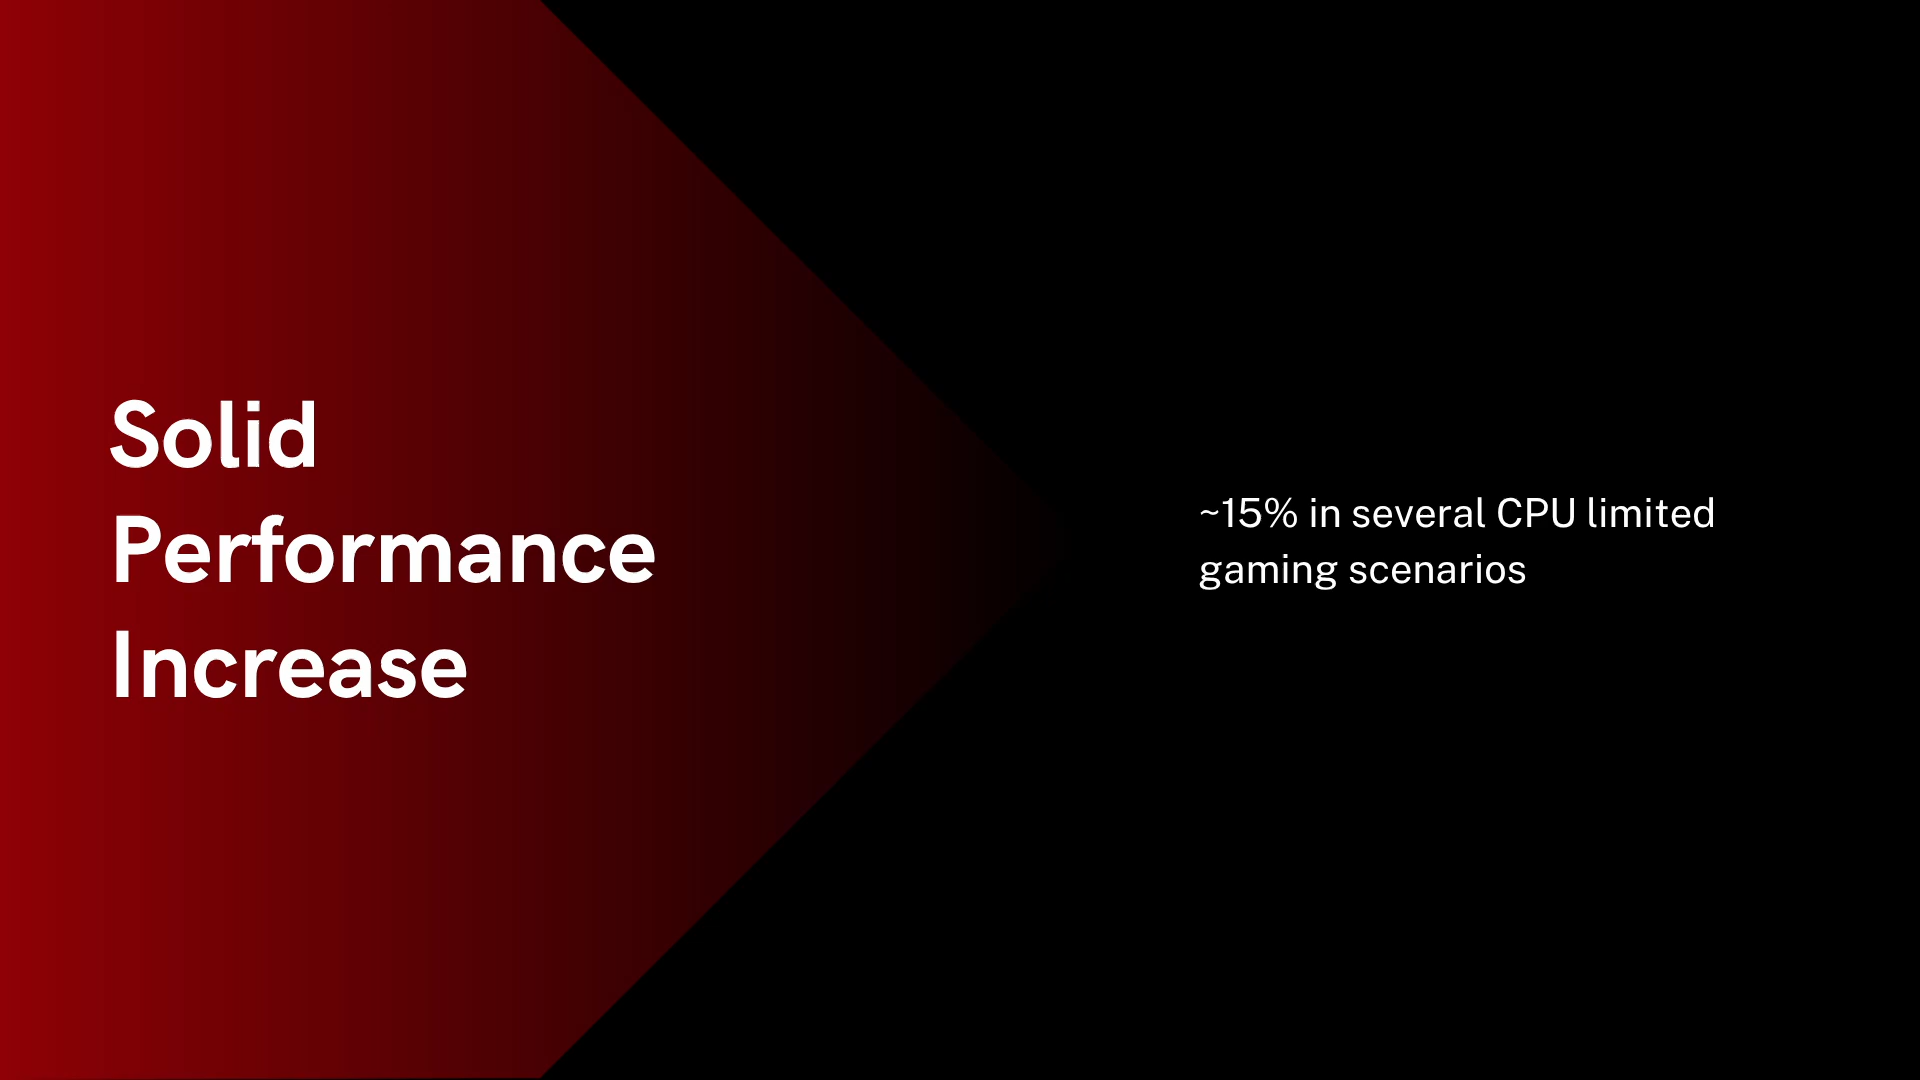 Solid
Performance
Increase
~15% in several CPU limited
gaming scenarios